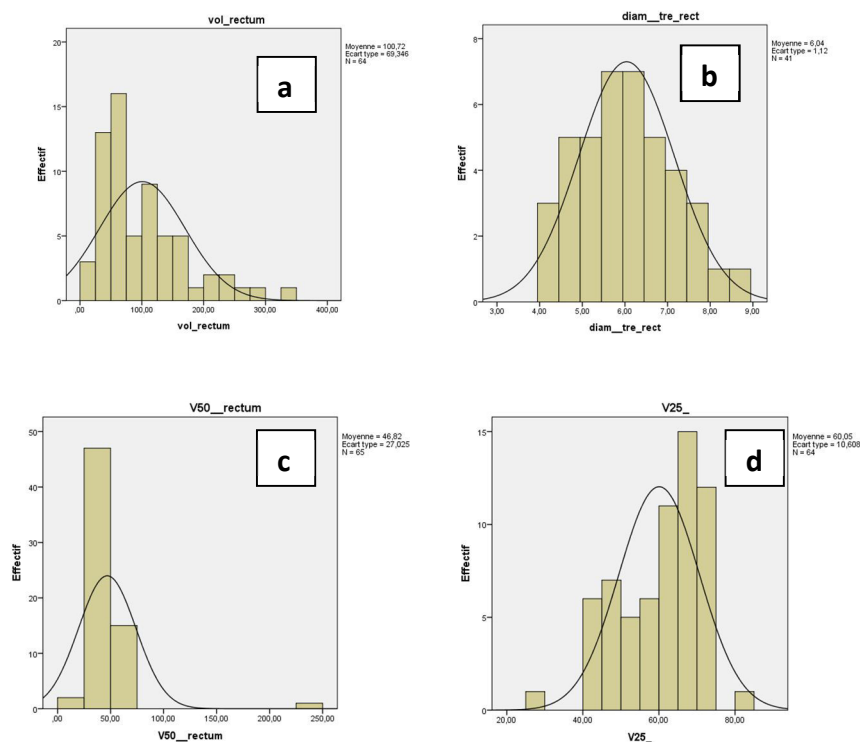 vol_rectum
Moyenne = 100,72
Ecart type = 69,346
N = 64
a
20
15
10
5
0
Effectif
,00 100,00 200,00 300,00 400,00
vol_rectum
diam__tre_rect
Moyenne = 6,04
Ecart type = 1,12
N = 41
b
8
6
4
2
0
Effectif
3,00 4,00 5,00 6,00 7,00 8,00 9,00
diam__tre_rect
V50__rectum
Moyenne = 46,82
Ecart type = 27,025
N = 65
c
50
40
30
20
10
0
Effectif
,00 50,00 100,00 150,00 200,00 250,00
V50__rectum
V25_
Moyenne = 60,05
Ecart type = 10,608
N = 64
d
15
10
5
0
Effectif
20,00 40,00 60,00 80,00
V25_